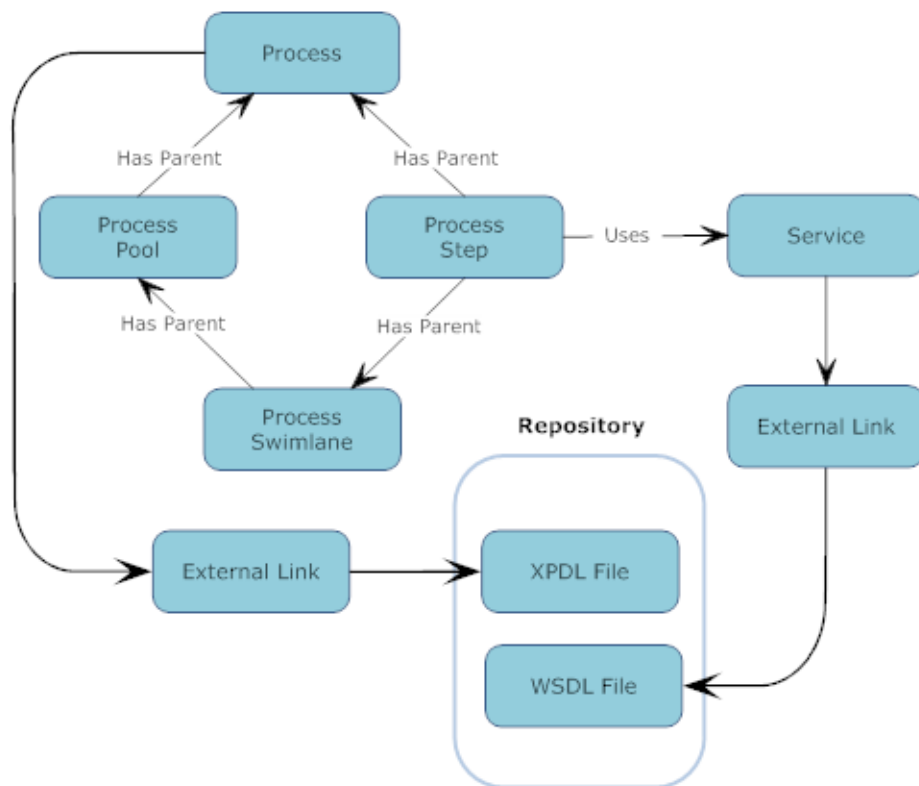 Process
Has Parent
Has Parent
Process
Pool
Process
Step
Uses
Service
Has Parent
Has Parent
Process
Swimlane
Repository
External Link
External Link
XPDL File
WSDL File